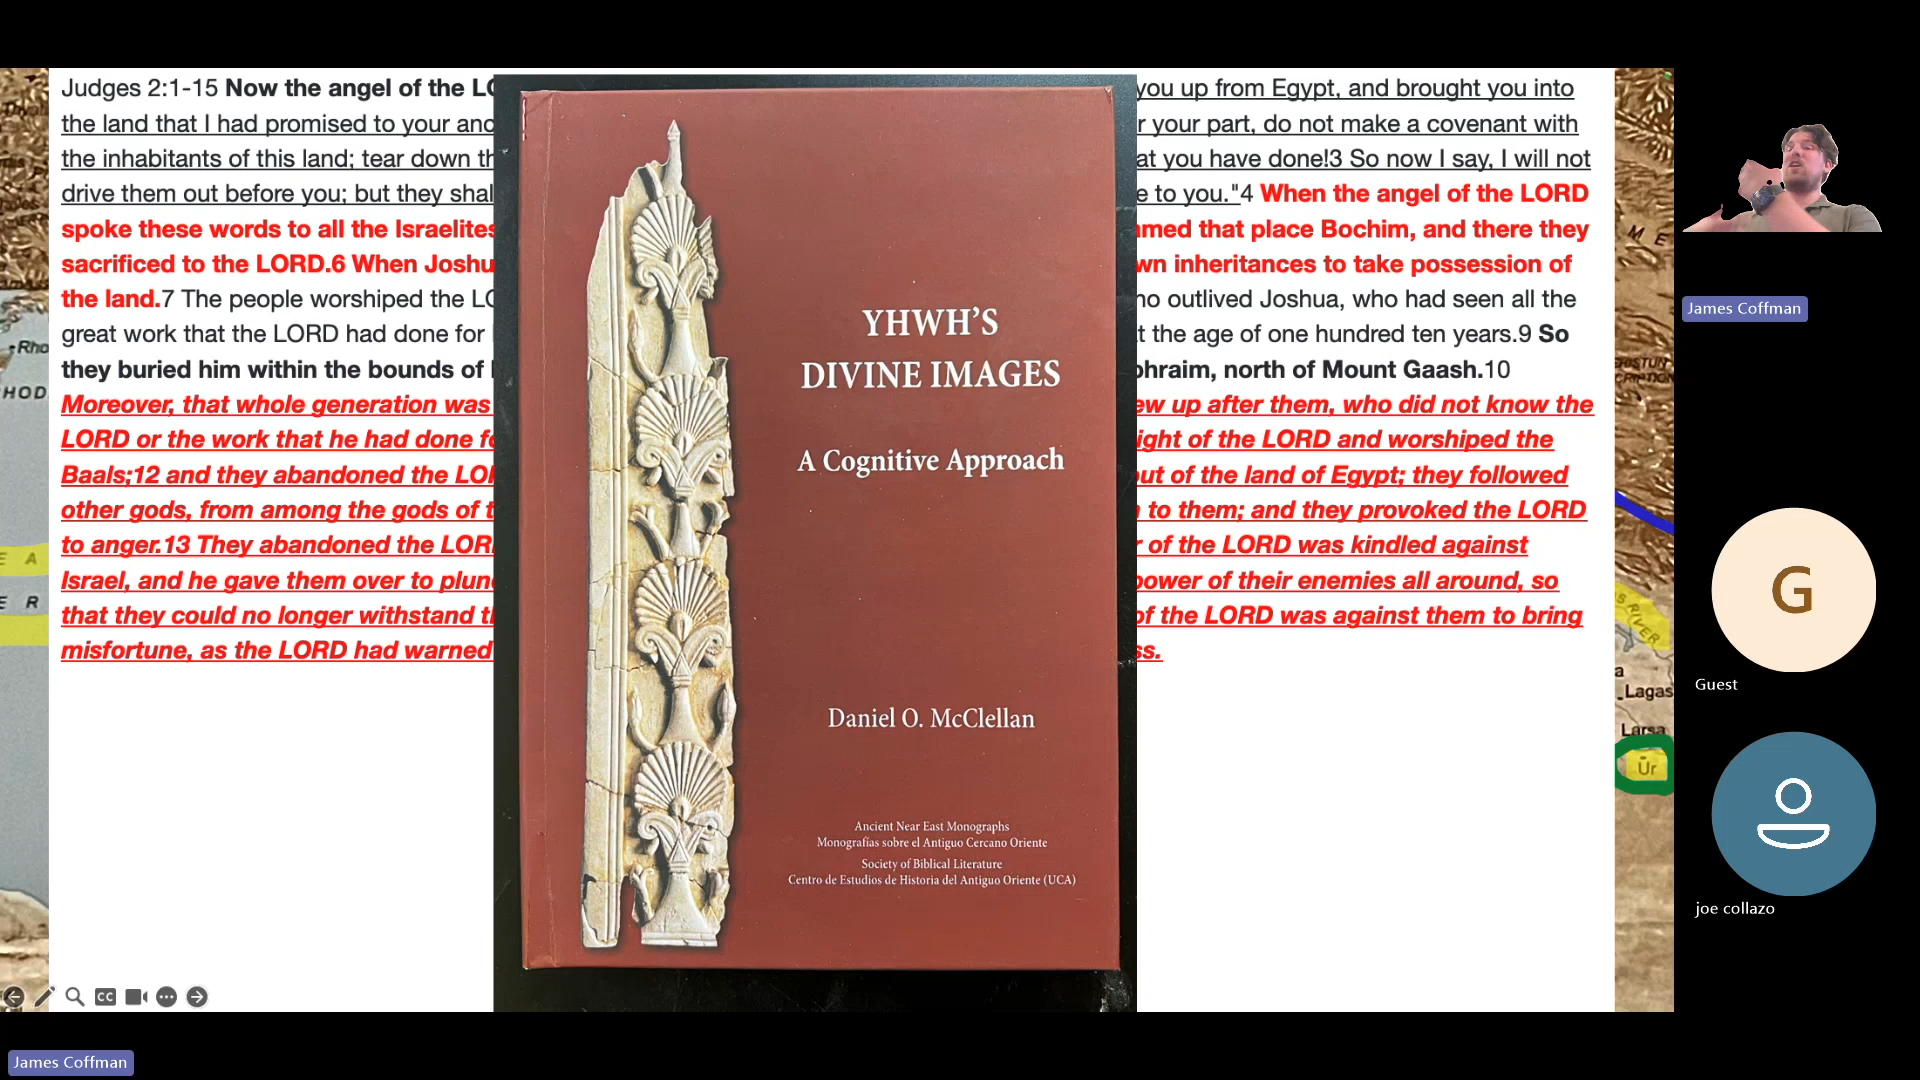 Judges 2:1-15 Now the angel of the LO
the land that I had promised to your anc
the inhabitants of this land; tear down th
drive them out before you; but they shal
spoke these words to all the Israelites
sacrificed to the LORD.6 When Joshu
the land.7 The people worshiped the LO
great work that the LORD had done for
they buried him within the bounds of
Moreover, that whole generation was
LORD or the work that he had done fo
Baals;12 and they abandoned the LOR
other gods, from among the gods of t
to anger.13 They abandoned the LOR
Israel, and he gave them over to plun
that they could no longer withstand t
misfortune, as the LORD had warned
YHWH'S
DIVINE IMAGES
A Cognitive Approach
Daniel O. McClellan
Ancient Near East Monographs
Monografías sobre el Antiguo Cercano Oriente
Society of Biblical Literature
Centro de Estudios de Historia del Antiguo Oriente (UCA)
you up from Egypt, and brought you into
r your part, do not make a covenant with
at you have done!3 So now I say, I will not
e to you."4 When the angel of the LORD
amed that place Bochim, and there they
wn inheritances to take possession of
ho outlived Joshua, who had seen all the
t the age of one hundred ten years.9 So
phraim, north of Mount Gaash.10
ew up after them, who did not know the
ight of the LORD and worshiped the
out of the land of Egypt; they followed
to them; and they provoked the LORD
r of the LORD was kindled against
power of their enemies all around, so
of the LORD was against them to bring
ss.
Rho
HOD
E A
E R
M E
Lagas
Larsa
Ur
CC
James Coffman
G
Guest
joe collazo
James Coffman